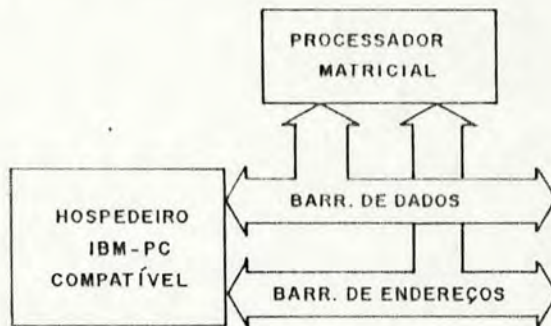 PROCESSADOR
MATRICIAL
BARR. DE DADOS
HOSPEDEIRO
IBM-PC
COMPATÍVEL
BARR. DE ENDEREÇOS